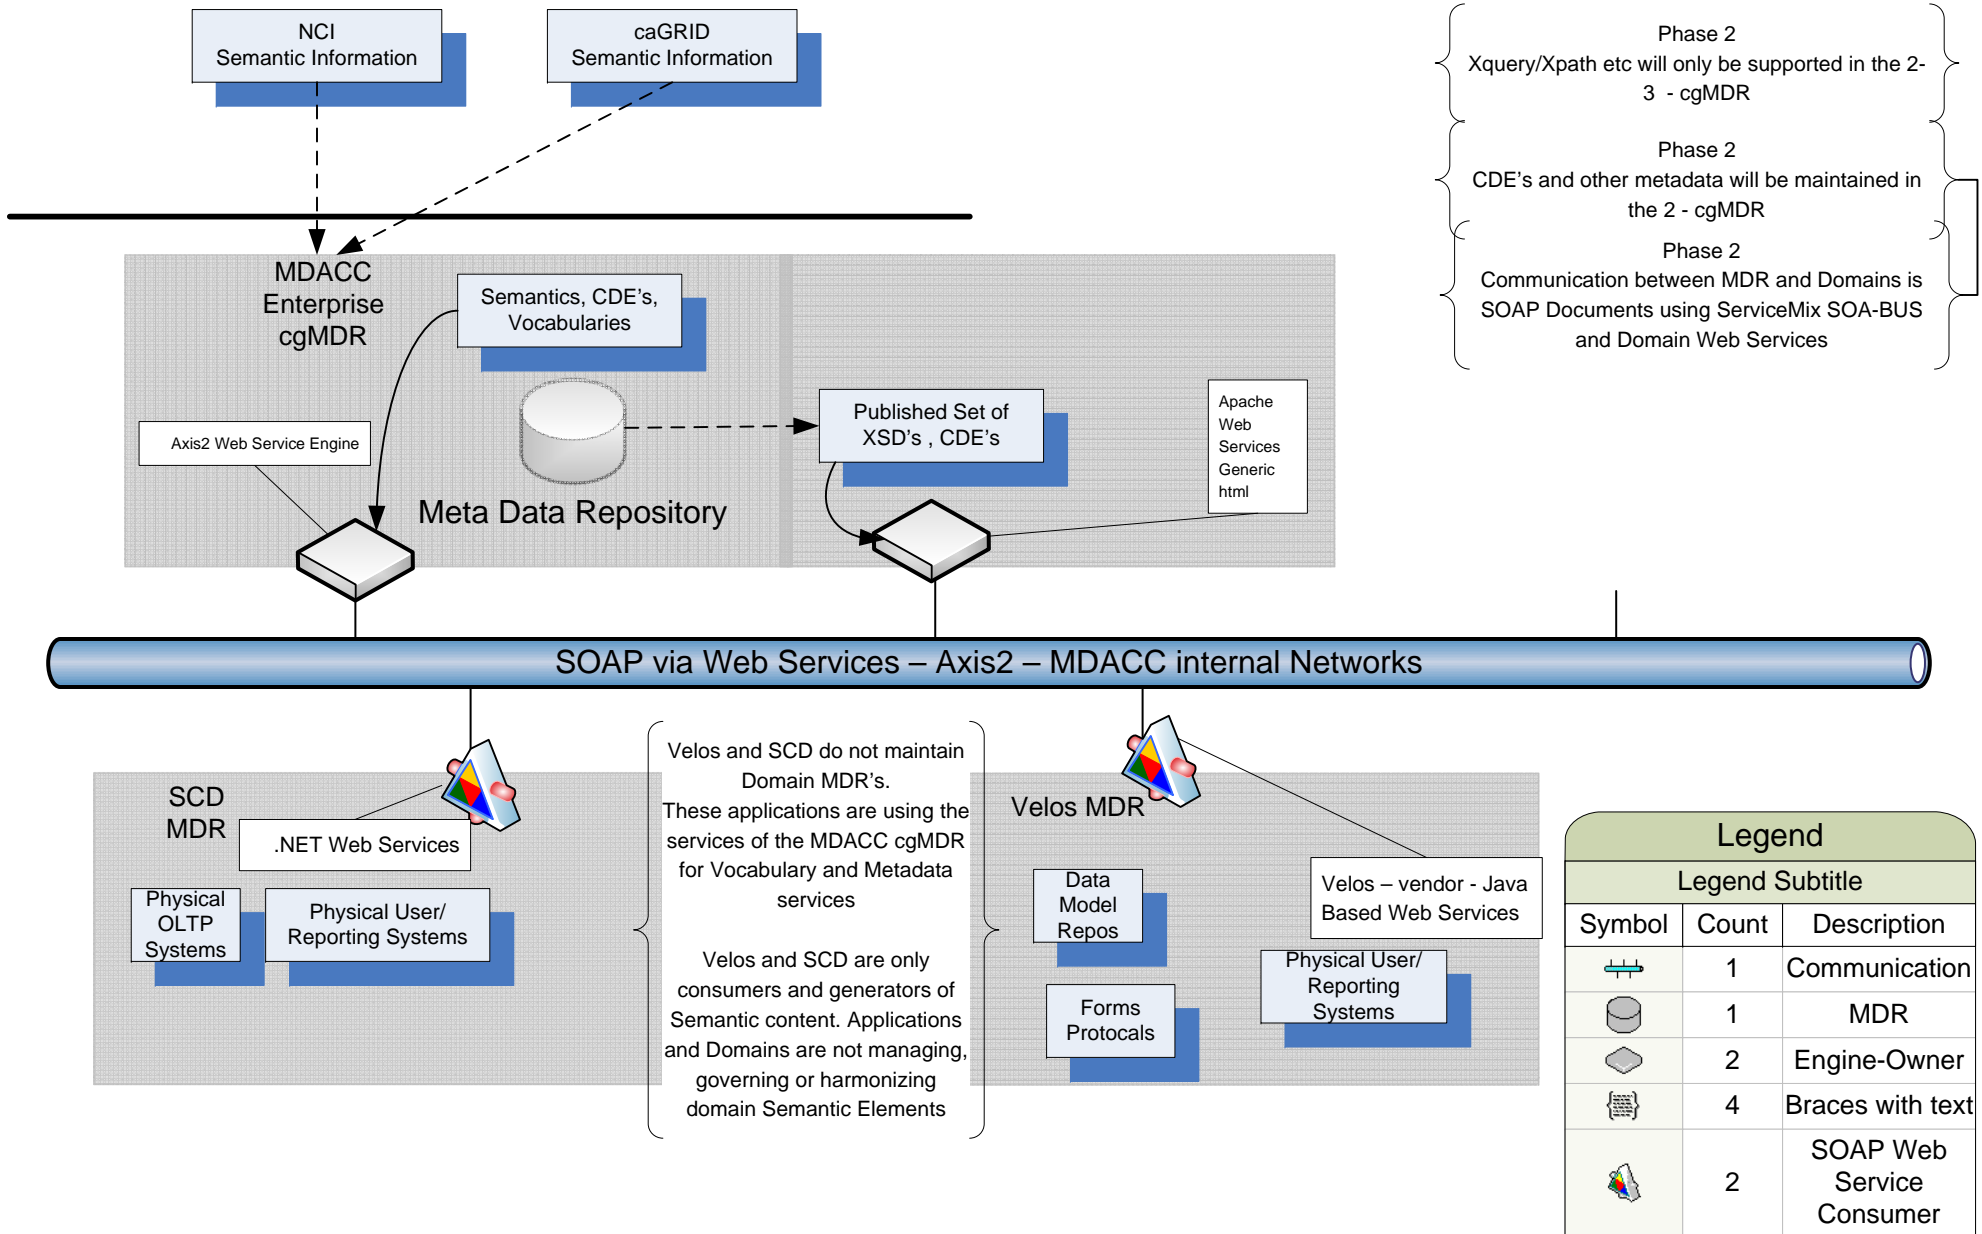 NCI
Semantic Information
caGRID
Semantic Information
Phase 2
Xquery/Xpath etc will only be supported in the 2-
3 - cgMDR
Phase 2
CDE's and other metadata will be maintained in
the 2 - cgMDR
Phase 2
Communication between MDR and Domains is
SOAP Documents using ServiceMix SOA-BUS
and Domain Web Services
MDACC
Enterprise
cgMDR
Semantics, CDE's,
Vocabularies
Axis2 Web Service Engine
Meta Data Repository
Published Set of
XSD's , CDE's
Apache
Web
Services
Generic
html
SOAP via Web Services – Axis2 – MDACC internal Networks
SCD
MDR
.NET Web Services
Physical
OLTP
Systems
Physical User/
Reporting Systems
Velos and SCD do not maintain
Domain MDR's.
These applications are using the
services of the MDACC cgMDR
for Vocabulary and Metadata
services
Velos and SCD are only
consumers and generators of
Semantic content. Applications
and Domains are not managing,
governing or harmonizing
domain Semantic Elements
Velos MDR
Data
Model
Repos
Forms
Protocals
Velos – vendor - Java
Based Web Services
Physical User/
Reporting
Systems
Legend
Legend Subtitle
Symbol Count Description
1 Communication
1 MDR
2 Engine-Owner
4 Braces with text
2 SOAP Web
Service
Consumer